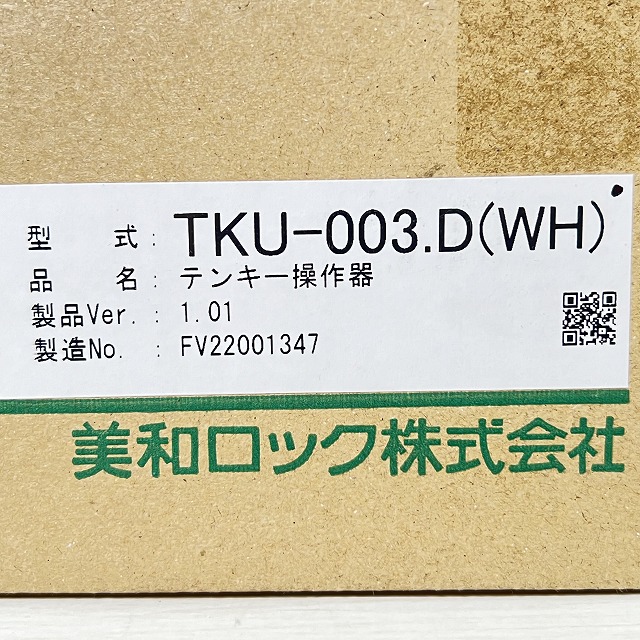 型 式 : TKU-003.D(WH)
品 名 : テンキー操作器
製品Ver. : 1.01
製造No. : FV22001347
美和ロック株式会社